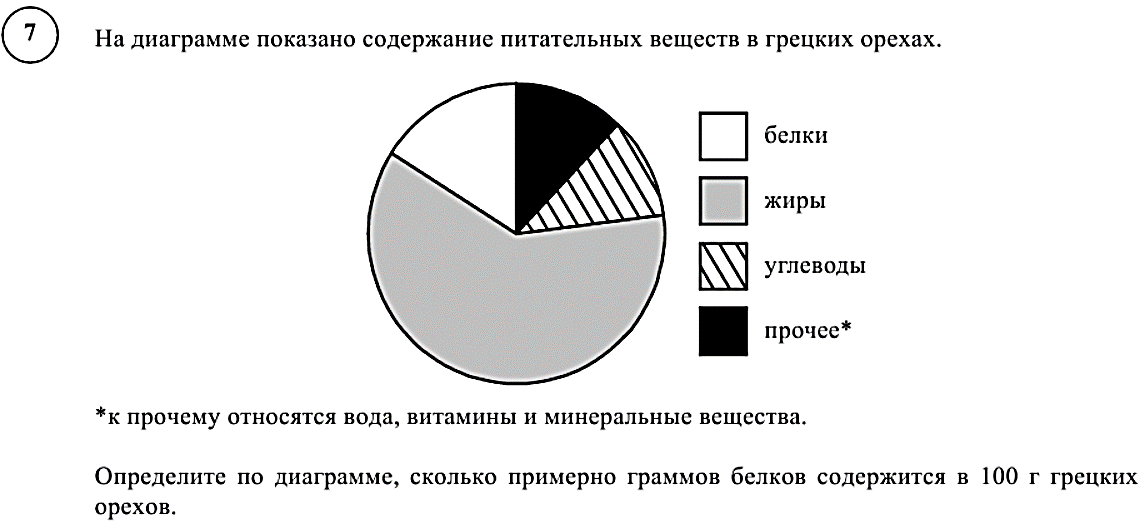 7
На диаграмме показано содержание питательных веществ в грецких орехах.
белки
жиры
углеводы
прочее*
*к прочему относятся вода, витамины и минеральные вещества.
Определите по диаграмме, сколько примерно граммов белков содержится в 100 г грецких
орехов.